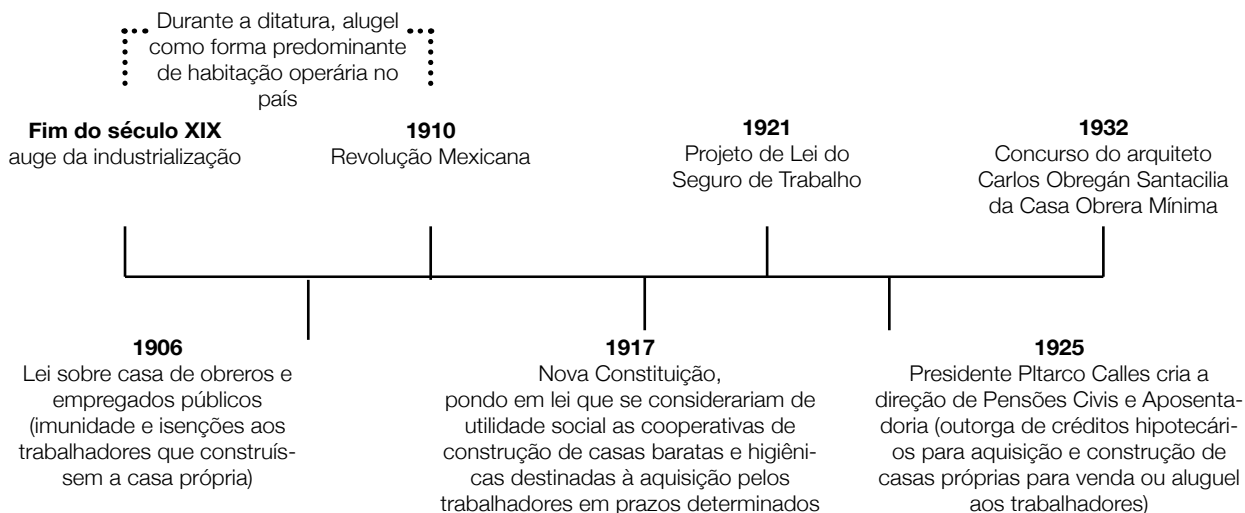 Durante a ditatura, alugel
como forma predominante
de habitação operária no
país
Fim do século XIX
auge da industrialização
1910
Revolução Mexicana
1921
Projeto de Lei do
Seguro de Trabalho
1932
Concurso do arquiteto
Carlos Obregán Santacilia
da Casa Obrera Mínima
1906
Lei sobre casa de obreros e
empregados públicos
(imunidade e isenções aos
trabalhadores que construís-
sem a casa própria)
1917
Nova Constituição,
pondo em lei que se considerariam de
utilidade social as cooperativas de
construção de casas baratas e higiêni-
cas destinadas à aquisição pelos
trabalhadores em prazos determinados
1925
Presidente Pltarco Calles cria a
direção de Pensões Civis e Aposenta-
doria (outorga de créditos hipotecári-
os para aquisição e construção de
casas próprias para venda ou aluguel
aos trabalhadores)